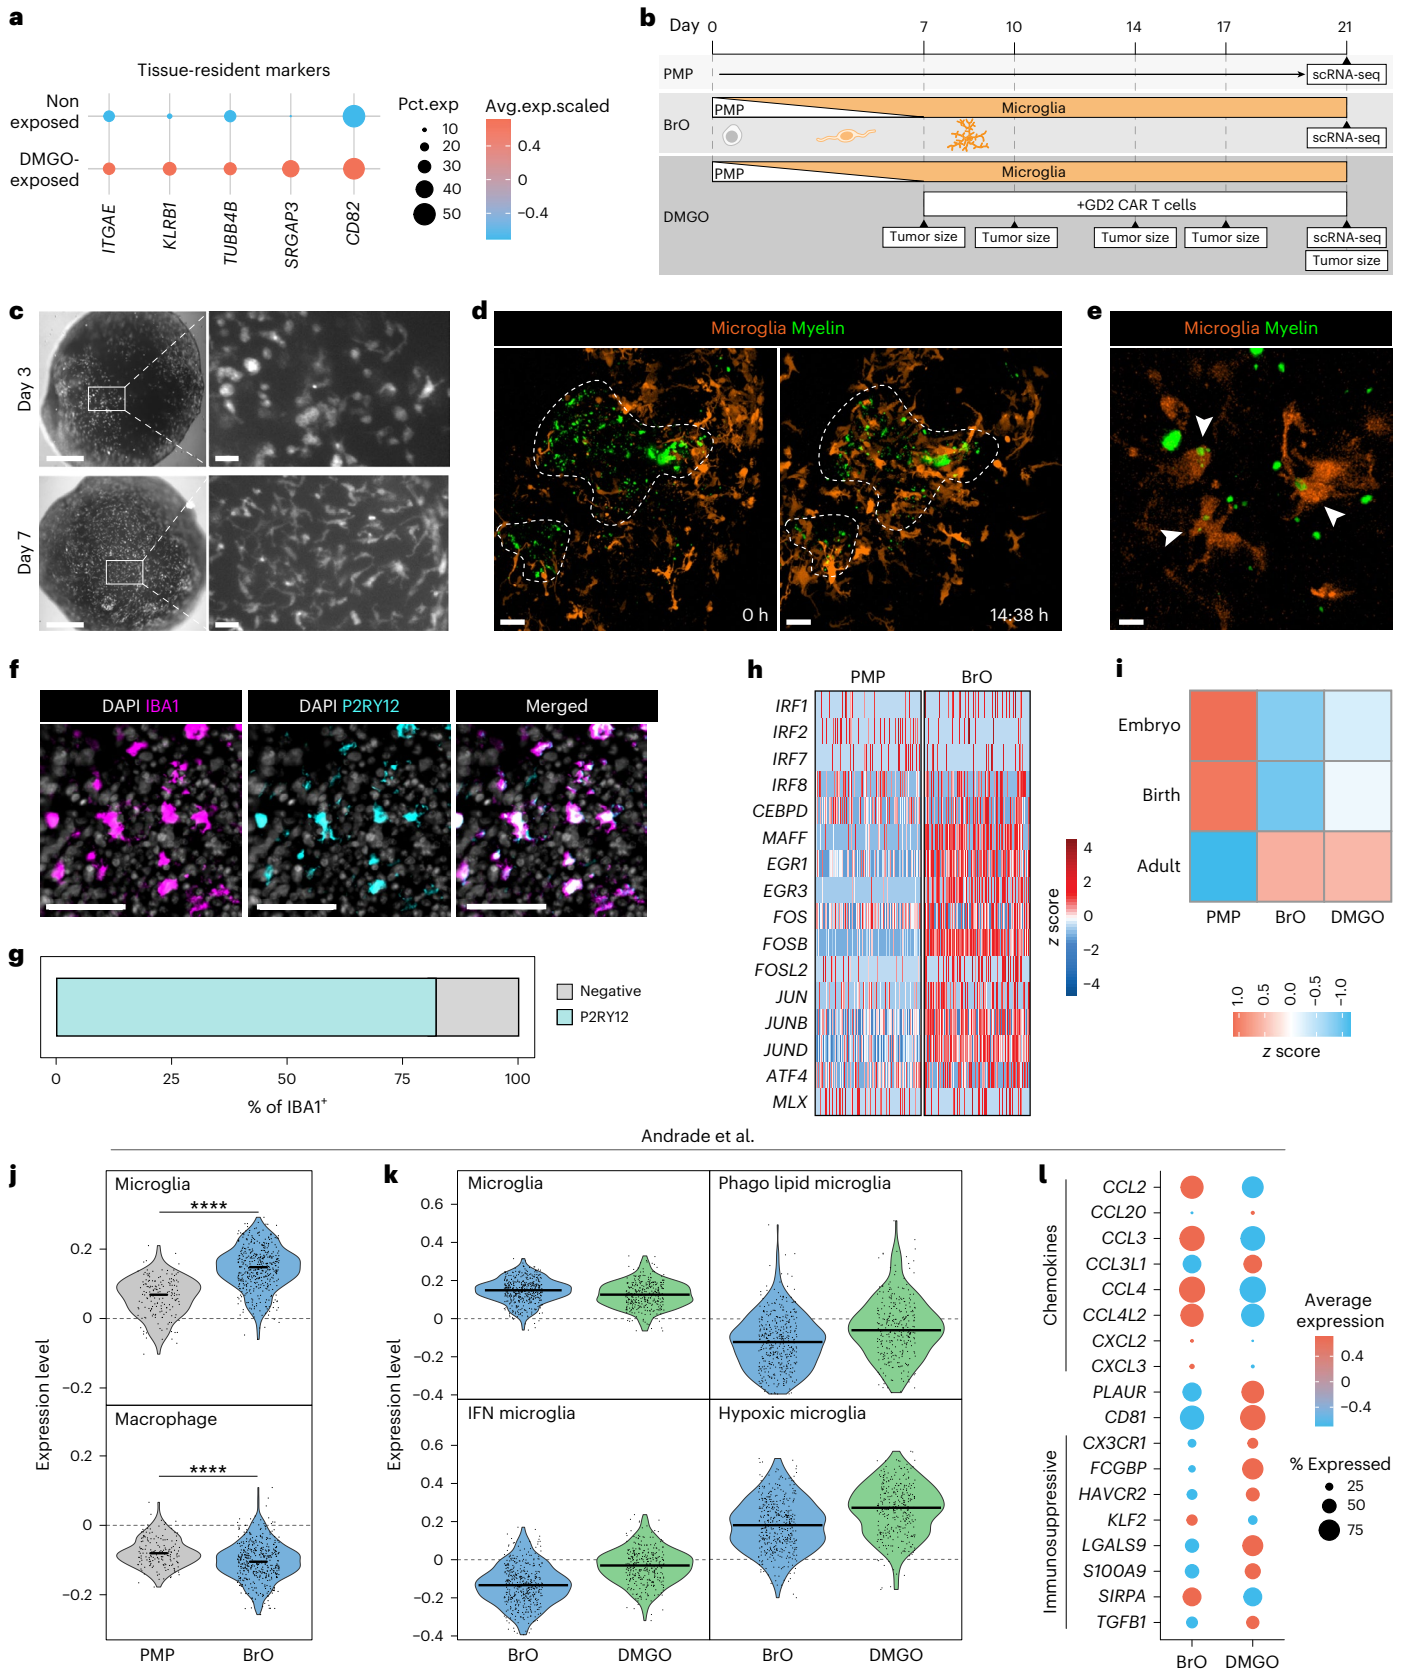 a
Tissue-resident markers
Non
exposed
DMGO-
exposed
ITGAE
KLRB1
TUBB4B
SRGAP3
CD82
Pct.exp
10
20
30
40
50
Avg.exp.scaled
0.4
−0.4
b
Day 0 7 10 14 17 21
PMP
scRNA-seq
BrO
PMP
Microglia
scRNA-seq
DMGO
PMP
Microglia
+GD2 CAR T cells
Tumor size
Tumor size
Tumor size
Tumor size
scRNA-seq
Tumor size
c
Day 3
Day 7
d
Microglia Myelin
0 h
14:38 h
e
Microglia Myelin
f
DAPI IBA1
DAPI P2RY12
Merged
g
Negative
P2RY12
0 25 50 75 100
% of IBA1+
h
PMP BrO
IRF1
IRF2
IRF7
IRF8
CEBPD
MAFF
EGR1
EGR3
FOS
FOSB
FOSL2
JUN
JUNB
JUND
ATF4
MLX
4
2
0
−2
−4
z score
i
Embryo
Birth
Adult
PMP BrO DMGO
1.0 0.5 0.0 −0.5 −1.0
z score
Andrade et al.
j
Microglia
****
0.2
0
−0.2
Macrophage
****
0.2
0
−0.2
Expression level
PMP BrO
k
Microglia
Phago lipid microglia
0.6
0.4
0.2
0
−0.2
−0.4
IFN microglia
Hypoxic microglia
0.6
0.4
0.2
0
−0.2
−0.4
Expression level
BrO DMGO BrO DMGO
l
Chemokines
CCL2
CCL20
CCL3
CCL3L1
CCL4
CCL4L2
CXCL2
CXCL3
PLAUR
CD81
Immunosuppressive
CX3CR1
FCGBP
HAVCR2
KLF2
LGALS9
S100A9
SIRPA
TGFB1
BrO DMGO
Average
expression
0.4
0
−0.4
% Expressed
25
50
75